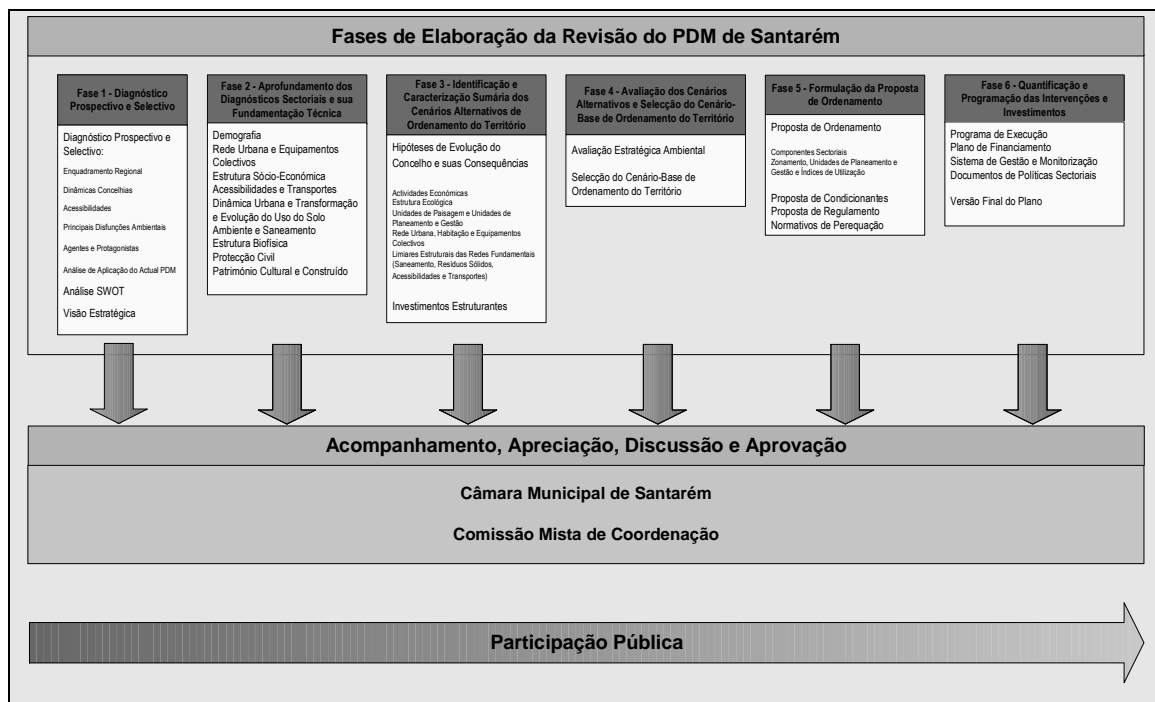 Fases de Elaboração da Revisão do PDM de Santarém
Fase 1 - Diagnóstico
Prospectivo e Selectivo
Diagnóstico Prospectivo e
Selectivo:
Enquadramento Regional
Dinâmicas Concelhias
Acessibilidades
Principais Disfunções Ambientais
Agentes e Protagonistas
Análise de Aplicação do Actual PDM
Análise SWOT
Visão Estratégica
Fase 2 - Aprofundamento dos
Diagnósticos Sectoriais e sua
Fundamentação Técnica
Demografia
Rede Urbana e Equipamentos
Colectivos
Estrutura Sócio-Económica
Acessibilidades e Transportes
Dinâmica Urbana e Transformação
e Evolução do Uso do Solo
Ambiente e Saneamento
Estrutura Biofísica
Protecção Civil
Património Cultural e Construído
Fase 3 - Identificação e
Caracterização Sumária dos
Cenários Alternativos de
Ordenamento do Território
Hipóteses de Evolução do
Concelho e suas Consequências
Actividades Económicas
Estrutura Ecológica
Unidades de Paisagem e Unidades de
Planeamento e Gestão
Rede Urbana, Habitação e Equipamentos
Colectivos
Limiares Estruturais das Redes Fundamentais
(Saneamento, Resíduos Sólidos,
Acessibilidades e Transportes)
Investimentos Estruturantes
Fase 4 - Avaliação dos Cenários
Alternativos e Selecção do Cenário-
Base de Ordenamento do Território
Avaliação Estratégica Ambiental
Selecção do Cenário-Base de
Ordenamento do Território
Fase 5 - Formulação da Proposta
de Ordenamento
Proposta de Ordenamento
Componentes Sectoriais
Zonamento, Unidades de Planeamento e
Gestão e Índices de Utilização
Proposta de Condicionantes
Proposta de Regulamento
Normativos de Perequação
Fase 6 - Quantificação e
Programação das Intervenções e
Investimentos
Programa de Execução
Plano de Financiamento
Sistema de Gestão e Monitorização
Documentos de Políticas Sectoriais
Versão Final do Plano
Acompanhamento, Apreciação, Discussão e Aprovação
Câmara Municipal de Santarém
Comissão Mista de Coordenação
Participação Pública